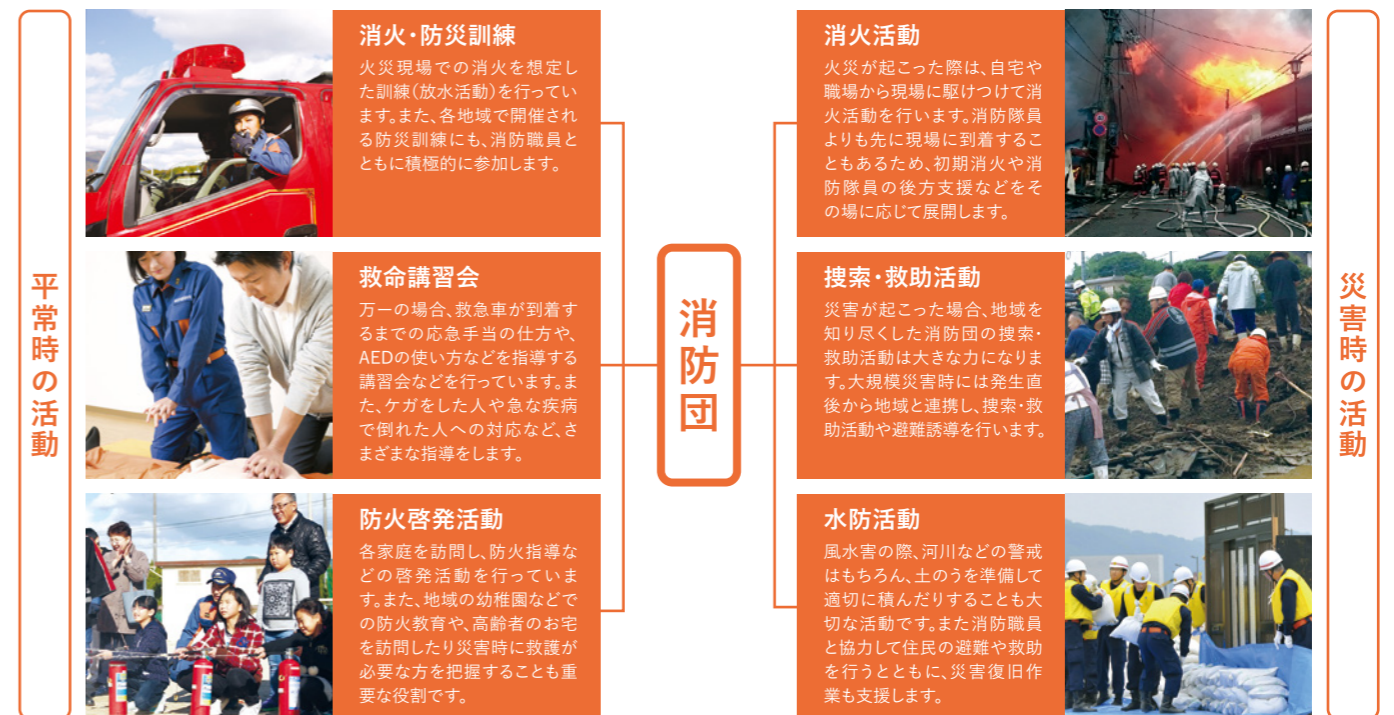 平常時の活動
消火・防災訓練
火災現場での消火を想定し
た訓練(放水活動)を行ってい
ます。また、各地域で開催され
る防災訓練にも、消防職員と
ともに積極的に参加します。
救命講習会
万一の場合、救急車が到着す
るまでの応急手当の仕方や、
AEDの使い方などを指導する
講習会などを行っています。ま
た、ケガをした人や急な疾病
で倒れた人への対応など、さ
まざまな指導をします。
防火啓発活動
各家庭を訪問し、防火指導な
どの啓発活動を行っていま
す。また、地域の幼稚園などで
の防火教育や、高齢者のお宅
を訪問したり災害時に救護が
必要な方を把握することも重
要な役割です。
消防団
消火活動
火災が起こった際は、自宅や
職場から現場に駆けつけて消
火活動を行います。消防隊員
よりも先に現場に到着するこ
ともあるため、初期消火や消
防隊員の後方支援などをそ
の場に応じて展開します。
捜索・救助活動
災害が起こった場合、地域を
知り尽くした消防団の捜索・
救助活動は大きな力になりま
す。大規模災害時には発生直
後から地域と連携し、捜索・救
助活動や避難誘導を行います。
水防活動
風水害の際、河川などの警戒
はもちろん、土のうを準備して
適切に積んだりすることも大
切な活動です。また消防職員
と協力して住民の避難や救助
を行うとともに、災害復旧作
業も支援します。
災害時の活動